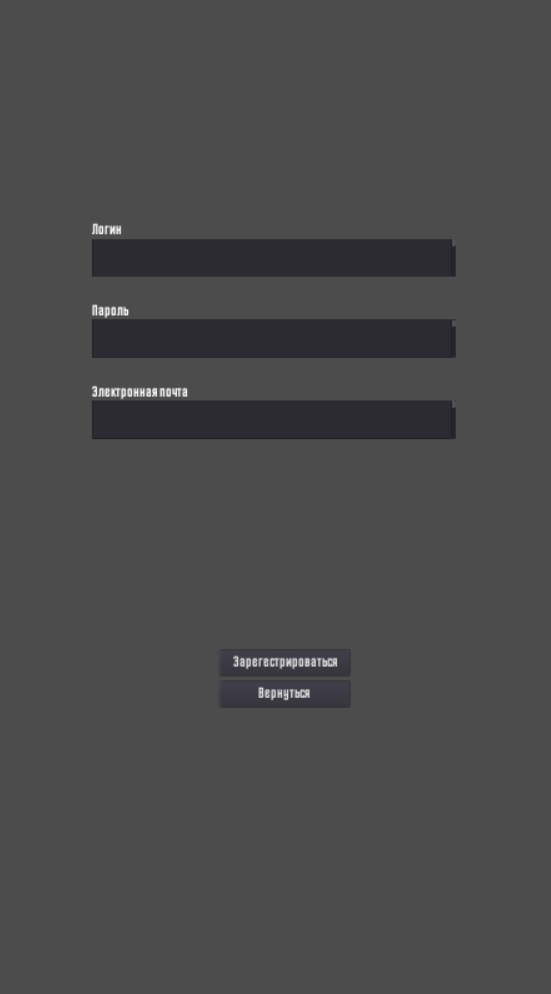 Логин
Пароль
Электронная почта
Зарегестрироваться
Вернуться